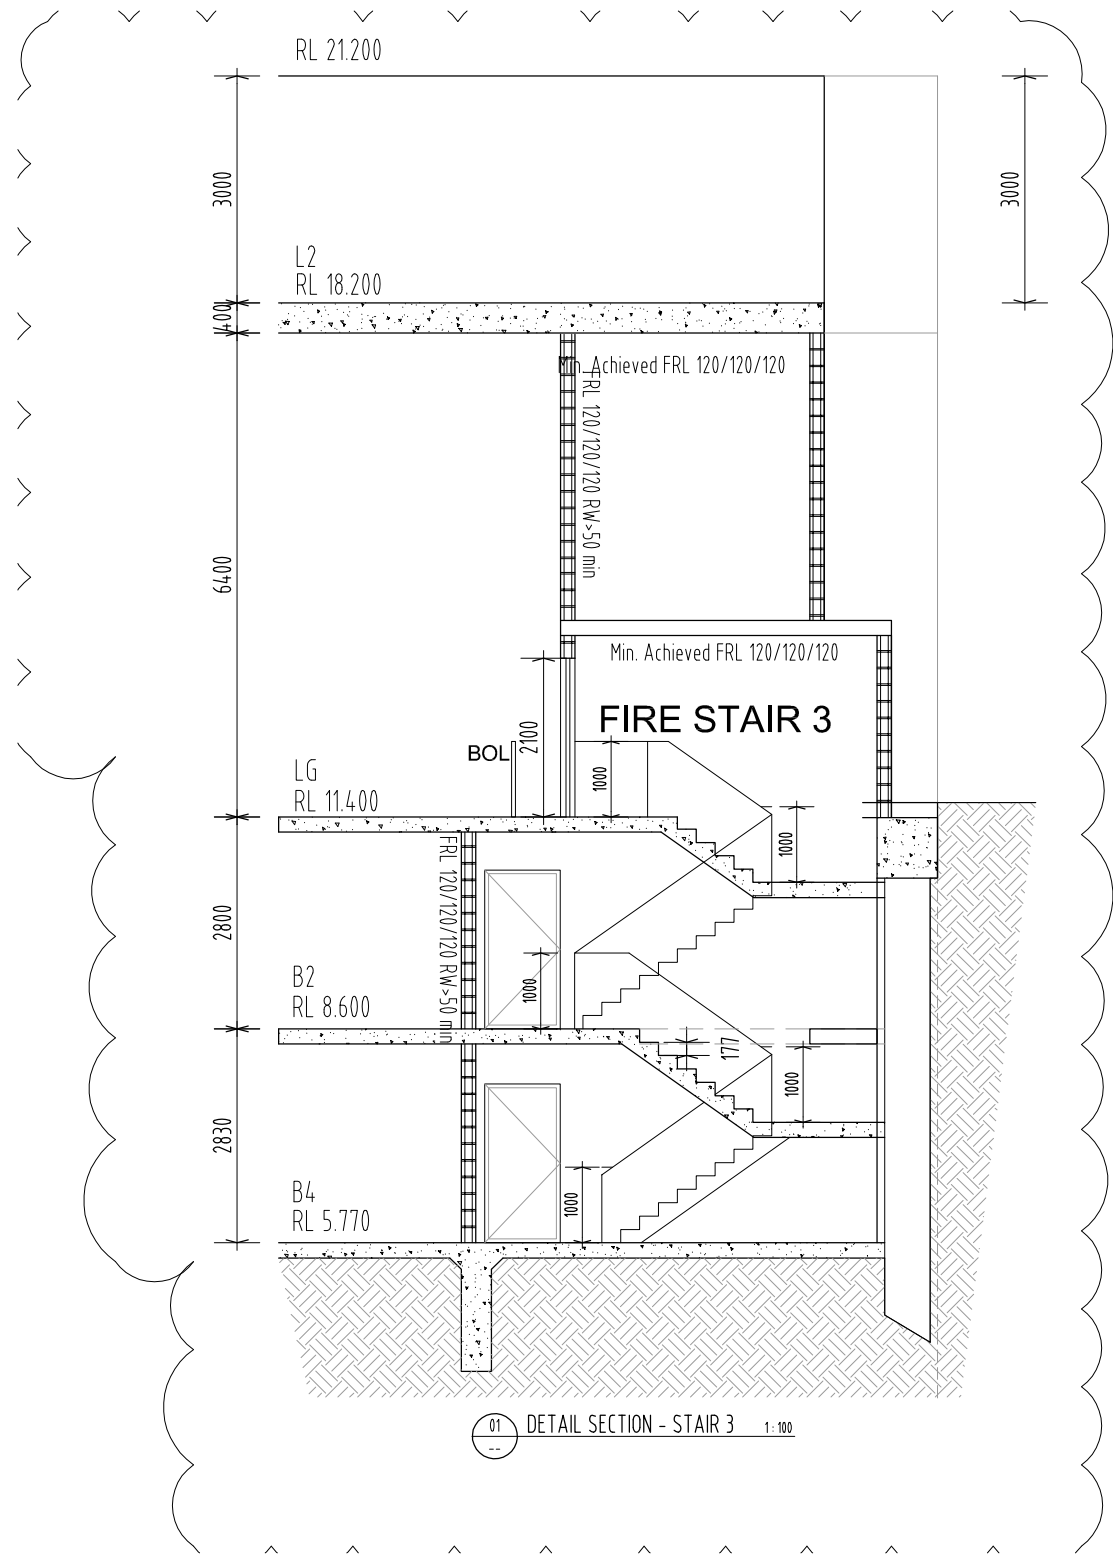 RL 21.200
3000
3000
L2
RL 18.200
400
Min. Achieved FRL 120/120/120
FRL 120/120/120 RW>50 min
6400
Min. Achieved FRL 120/120/120
FIRE STAIR 3
BOL
2100
1000
LG
RL 11.400
1000
FRL 120/120/120 RW>50 min
2800
B2
RL 8.600
1000
177
1000
2830
B4
RL 5.770
1000
01
--
DETAIL SECTION - STAIR 3 1:100